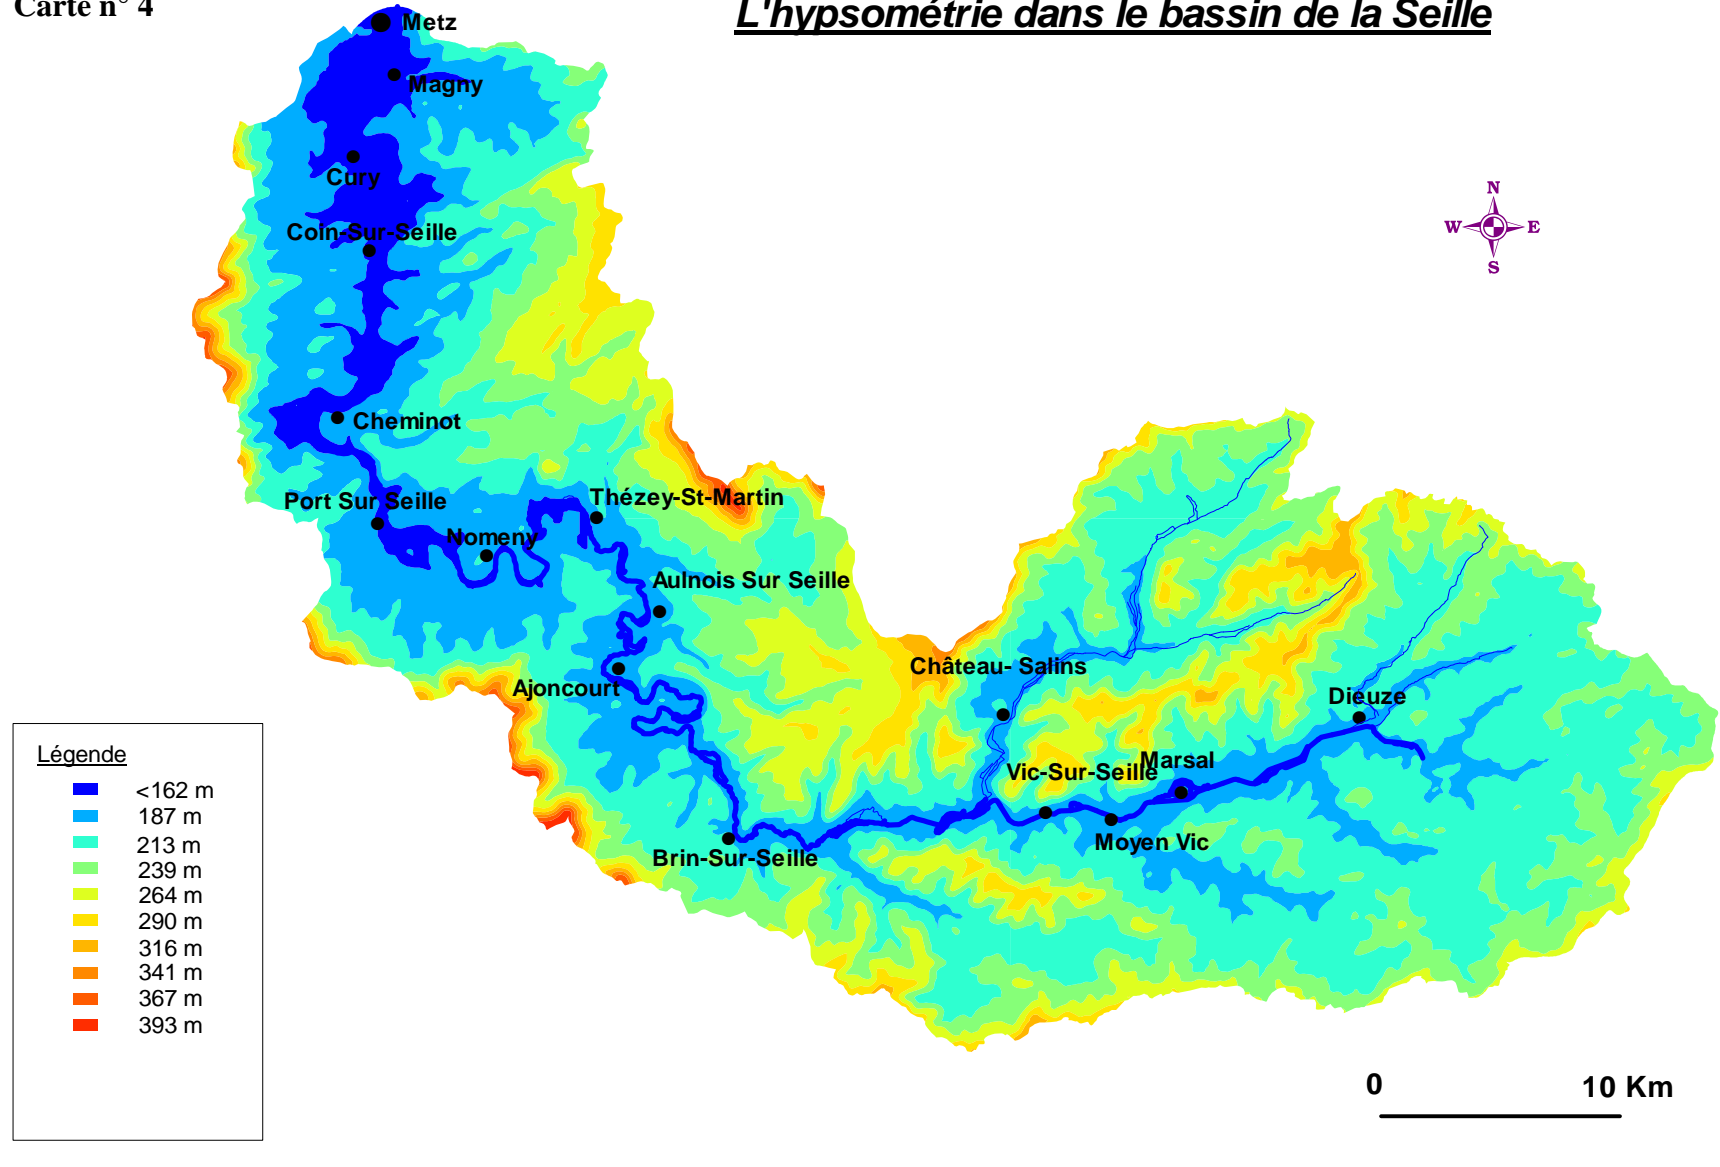 Carte n° 4
L'hypsométrie dans le bassin de la Seille
Metz
Magny
Cury
Coin-Sur-Seille
N
W E
S
Cheminot
Port Sur Seille
Thézey-St-Martin
Nomeny
Aulnois Sur Seille
Château- Salins
Ajoncourt
Dieuze
Marsal
Vic-Sur-Seille
Moyen Vic
Brin-Sur-Seille
Légende
<162 m
187 m
213 m
239 m
264 m
290 m
316 m
341 m
367 m
393 m
0 10 Km